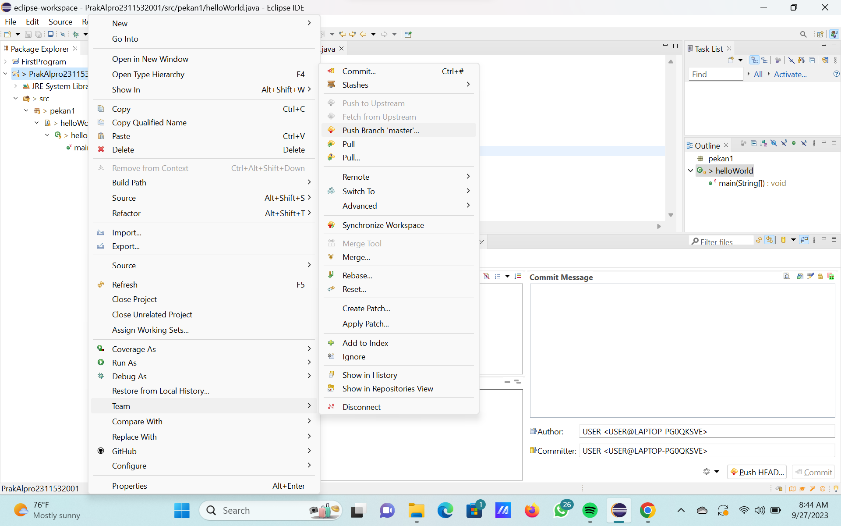 eclipse-workspace - PrakAlpro2311532001/src/pekan1/helloWorld.java - Eclipse IDE
File Edit Source
Package Explorer
FirstProgram
> PrakAlpro23115
JRE System Libra
> src
> pekan1
> helloWo
> hello
mai
New
Go Into
Open in New Window
Open Type Hierarchy F4
Show In Alt+Shift+W
Copy Ctrl+C
Copy Qualified Name
Paste Ctrl+V
Delete Delete
Remove from Context Ctrl+Alt+Shift+Down
Build Path
Source Alt+Shift+S
Refactor Alt+Shift+T
Import...
Export...
Source
Refresh F5
Close Project
Close Unrelated Project
Assign Working Sets...
Coverage As
Run As
Debug As
Restore from Local History...
Team
Compare With
Replace With
GitHub
Configure
Properties Alt+Enter
java
Commit... Ctrl+#
Stashes
Push to Upstream
Fetch from Upstream
Push Branch 'master'...
Pull
Pull...
Remote
Switch To
Advanced
Synchronize Workspace
Merge Tool
Merge...
Rebase...
Reset...
Create Patch...
Apply Patch...
Add to Index
Ignore
Show in History
Show in Repositories View
Disconnect
Task List
Find All Activate...
Outline
pekan1
> helloWorld
main(String[]) : void
Filter files
Commit Message
Author: USER <USER@LAPTOP-PG0QKSVE>
Committer: USER <USER@LAPTOP-PG0QKSVE>
Push HEAD... Commit
PrakAlpro2311532001
76°F
Mostly sunny
Search
1
26
8:44 AM
9/27/2023